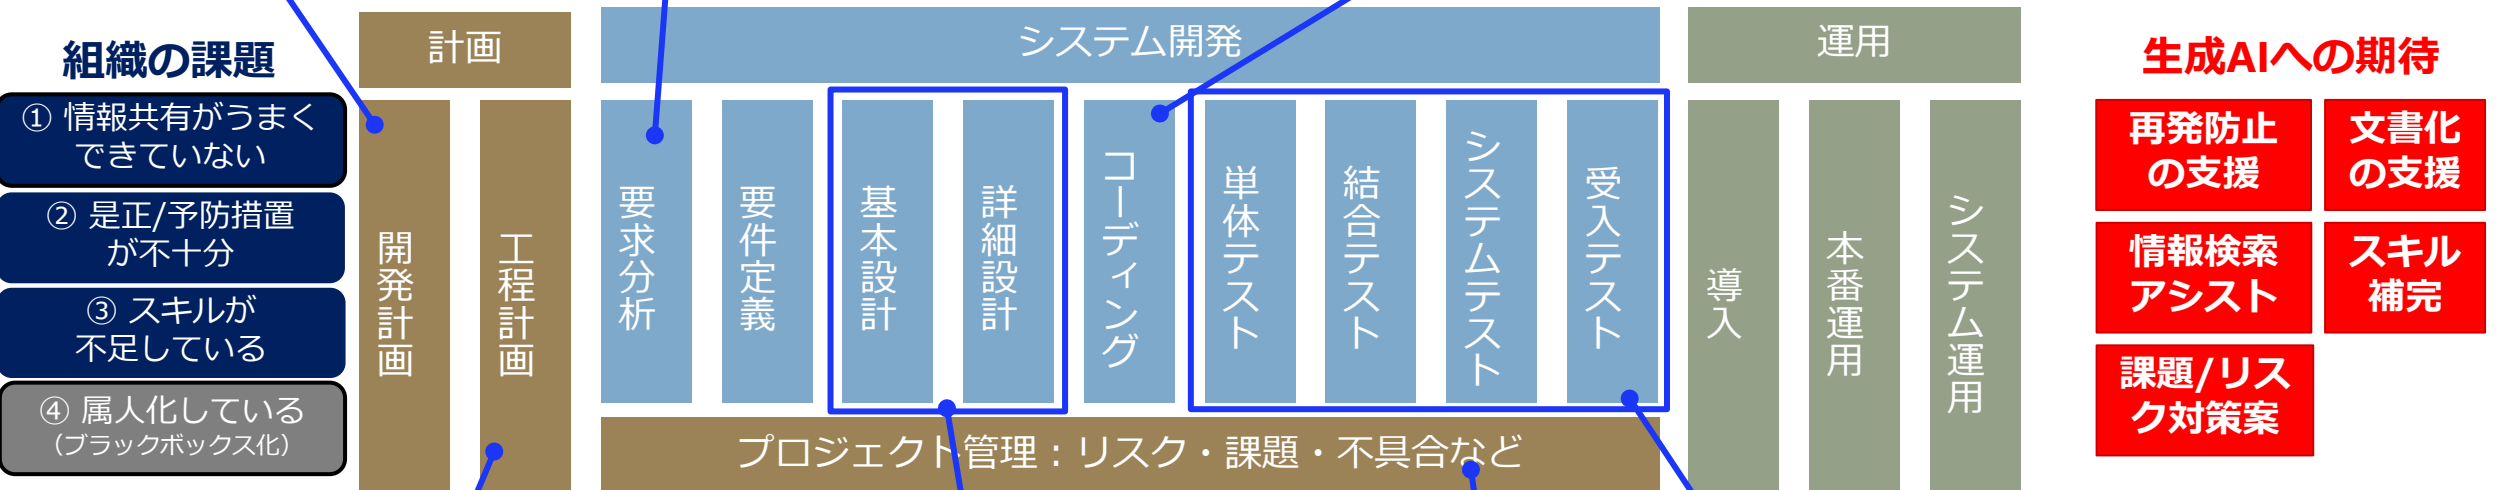 組織の課題
① 情報共有がうまく
できていない
② 是正/予防措置
が不十分
③ スキルが
不足している
④ 属人化している
（ブラックボックス化）
計画
開発計画
工程計画
システム開発
要求分析
要件定義
基本設計
詳細設計
コーディング
単体テスト
結合テスト
システムテスト
受入テスト
プロジェクト管理：リスク・課題・不具合など
運用
導入
本番運用
システム運用
生成AIへの期待
再発防止
の支援
文書化
の支援
情報検索
アシスト
スキル
補完
課題/リス
ク対策案